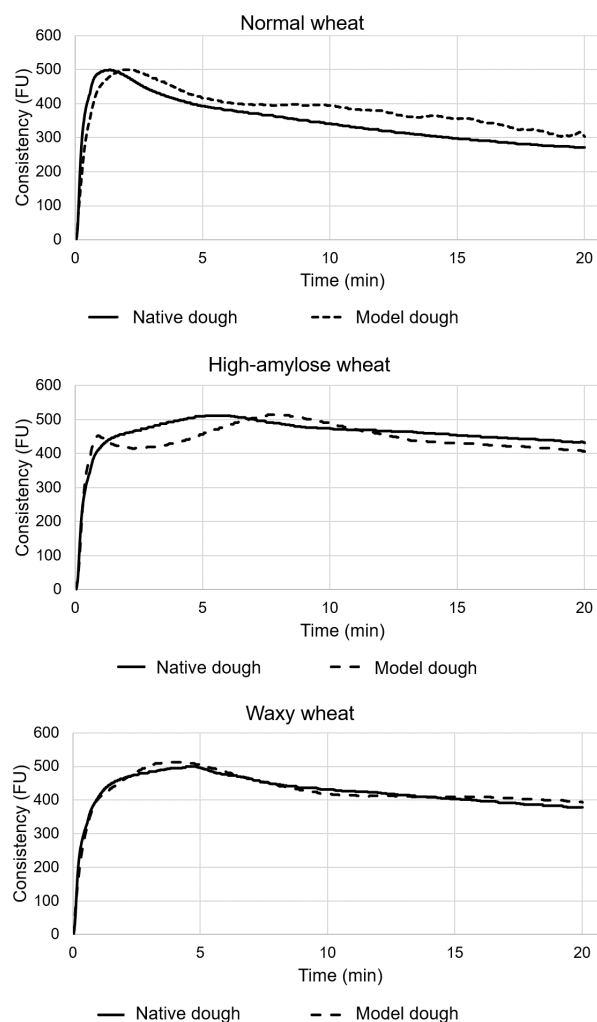 Normal wheat
600
500
400
300
200
100
0
Consistency (FU)
0 5 10 15 20
Time (min)
Native dough Model dough
High-amylose wheat
600
500
400
300
200
100
0
Consistency (FU)
0 5 10 15 20
Time (min)
Native dough Model dough
Waxy wheat
600
500
400
300
200
100
0
Consistency (FU)
0 5 10 15 20
Time (min)
Native dough Model dough